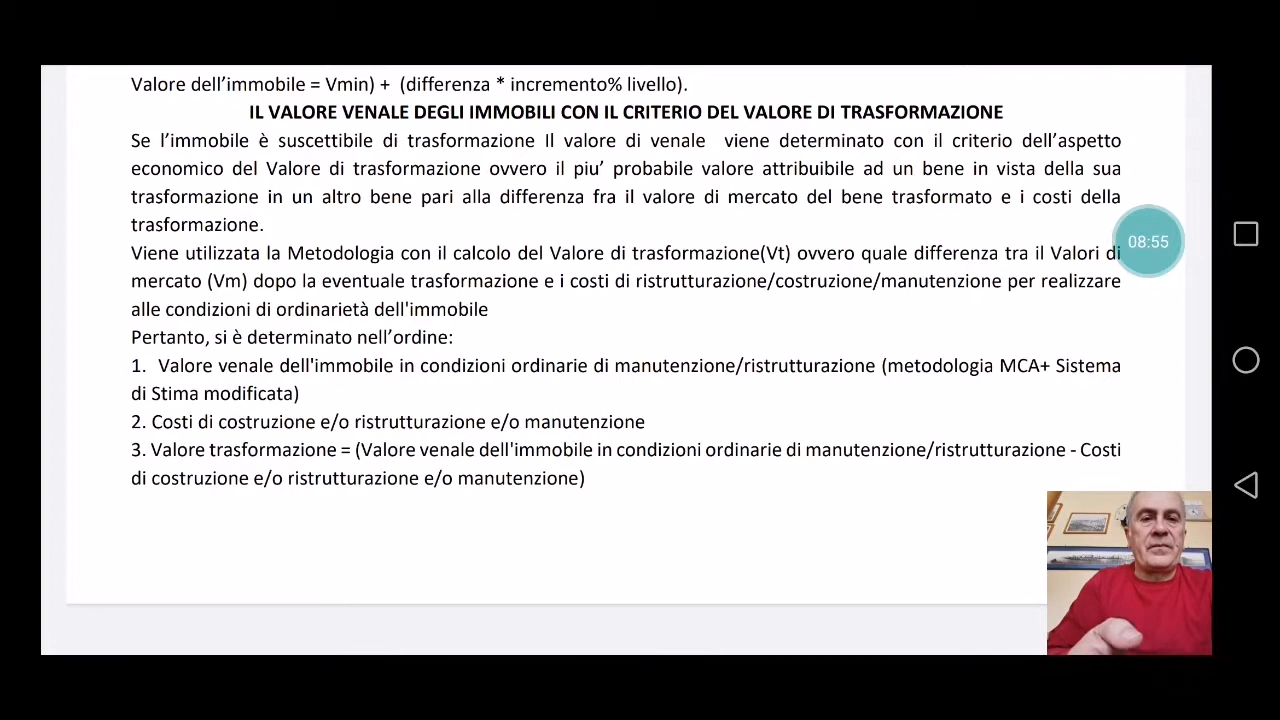 Valore dell’immobile = Vmin) + (differenza * incremento% livello).
IL VALORE VENALE DEGLI IMMOBILI CON IL CRITERIO DEL VALORE DI TRASFORMAZIONE
Se l’immobile è suscettibile di trasformazione Il valore di venale viene determinato con il criterio dell’aspetto
economico del Valore di trasformazione ovvero il piu’ probabile valore attribuibile ad un bene in vista della sua
trasformazione in un altro bene pari alla differenza fra il valore di mercato del bene trasformato e i costi della
trasformazione.
Viene utilizzata la Metodologia con il calcolo del Valore di trasformazione(Vt) ovvero quale differenza tra il Valori di
mercato (Vm) dopo la eventuale trasformazione e i costi di ristrutturazione/costruzione/manutenzione per realizzare
alle condizioni di ordinarietà dell'immobile
Pertanto, si è determinato nell’ordine:
1. Valore venale dell'immobile in condizioni ordinarie di manutenzione/ristrutturazione (metodologia MCA+ Sistema
di Stima modificata)
2. Costi di costruzione e/o ristrutturazione e/o manutenzione
3. Valore trasformazione = (Valore venale dell'immobile in condizioni ordinarie di manutenzione/ristrutturazione - Costi
di costruzione e/o ristrutturazione e/o manutenzione)
08:55